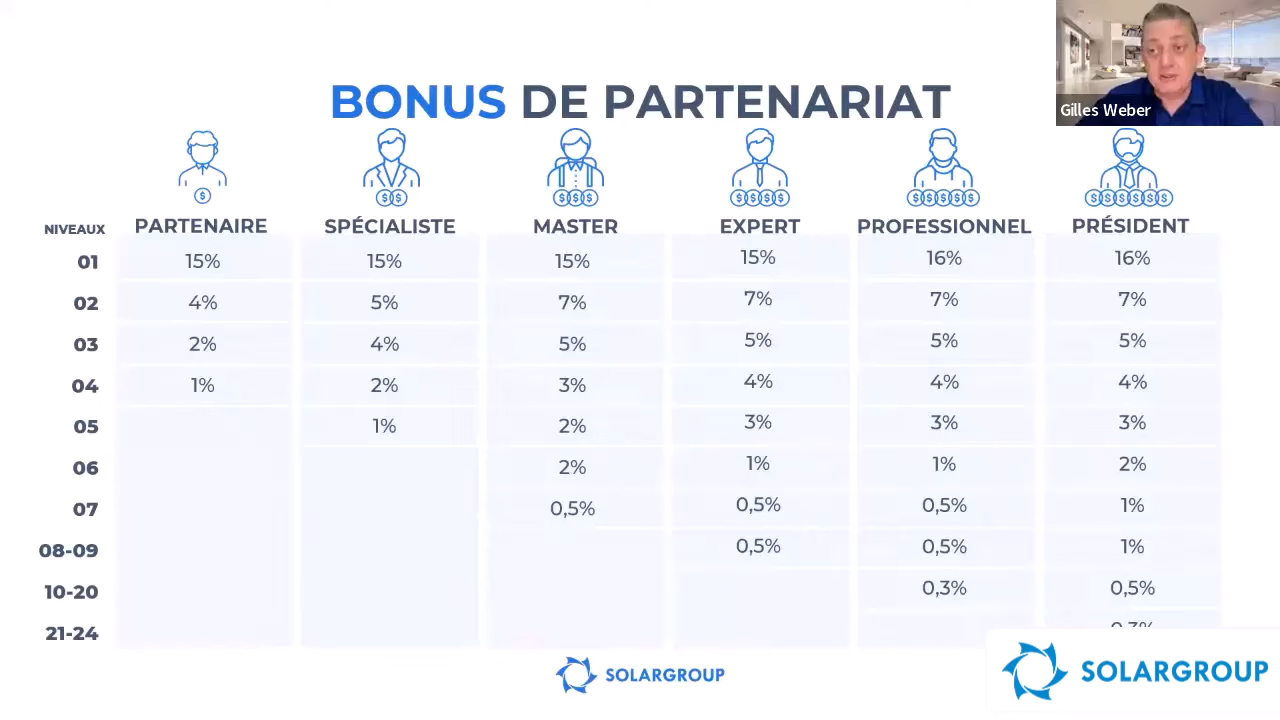 BONUS DE PARTENARIAT
Gilles Weber
NIVEAUX PARTENAIRE SPÉCIALISTE MASTER EXPERT PROFESSIONNEL PRÉSIDENT
01 15% 15% 15% 15% 16% 16%
02 4% 5% 7% 7% 7% 7%
03 2% 4% 5% 5% 5% 5%
04 1% 2% 3% 4% 4% 4%
05 1% 2% 3% 3% 3%
06 2% 1% 1% 2%
07 0,5% 0,5% 0,5% 1%
08-09 0,5% 0,5% 1%
10-20 0,3% 0,5%
21-24
SOLARGROUP
SOLARGROUP